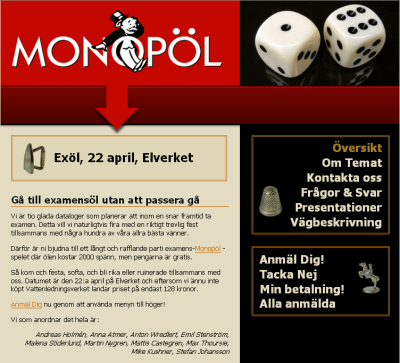 MONOPÖL
Exöl, 22 april, Elverket
Gå till examensöl utan att passera gå
Vi är tio glada dataloger som planerar att inom en snar framtid ta
examen. Detta vill vi naturligtvis fira med en riktigt trevlig fest
tillsammans med några hundra av våra allra bästa vänner.
Därför är ni bjudna till ett långt och rafflande parti examens-Monopöl -
spelet där ölen kostar 2000 spänn, men pengarna är gratis.
Så kom och festa, softa, och bli rika eller ruinerade tillsammans med
oss. Datumet är den 22:a april på Elverket och eftersom vi ännu inte
köpt Vattenledningsverket landar priset på endast 128 kronor.
Anmäl Dig nu genom att använda menyn till höger!
Vi som anordnar det hela är:
Andreas Holmén, Anna Atmer, Anton Wredlert, Emil Stenström,
Malena Söderlund, Martin Nygren, Mattis Castegren, Max Thoursie,
Mike Kushner, Stefan Johansson
Översikt
Om Temat
Kontakta oss
Frågor & Svar
Presentationer
Vägbeskrivning
Anmäl Dig!
Tacka Nej
Min betalning!
Alla anmälda